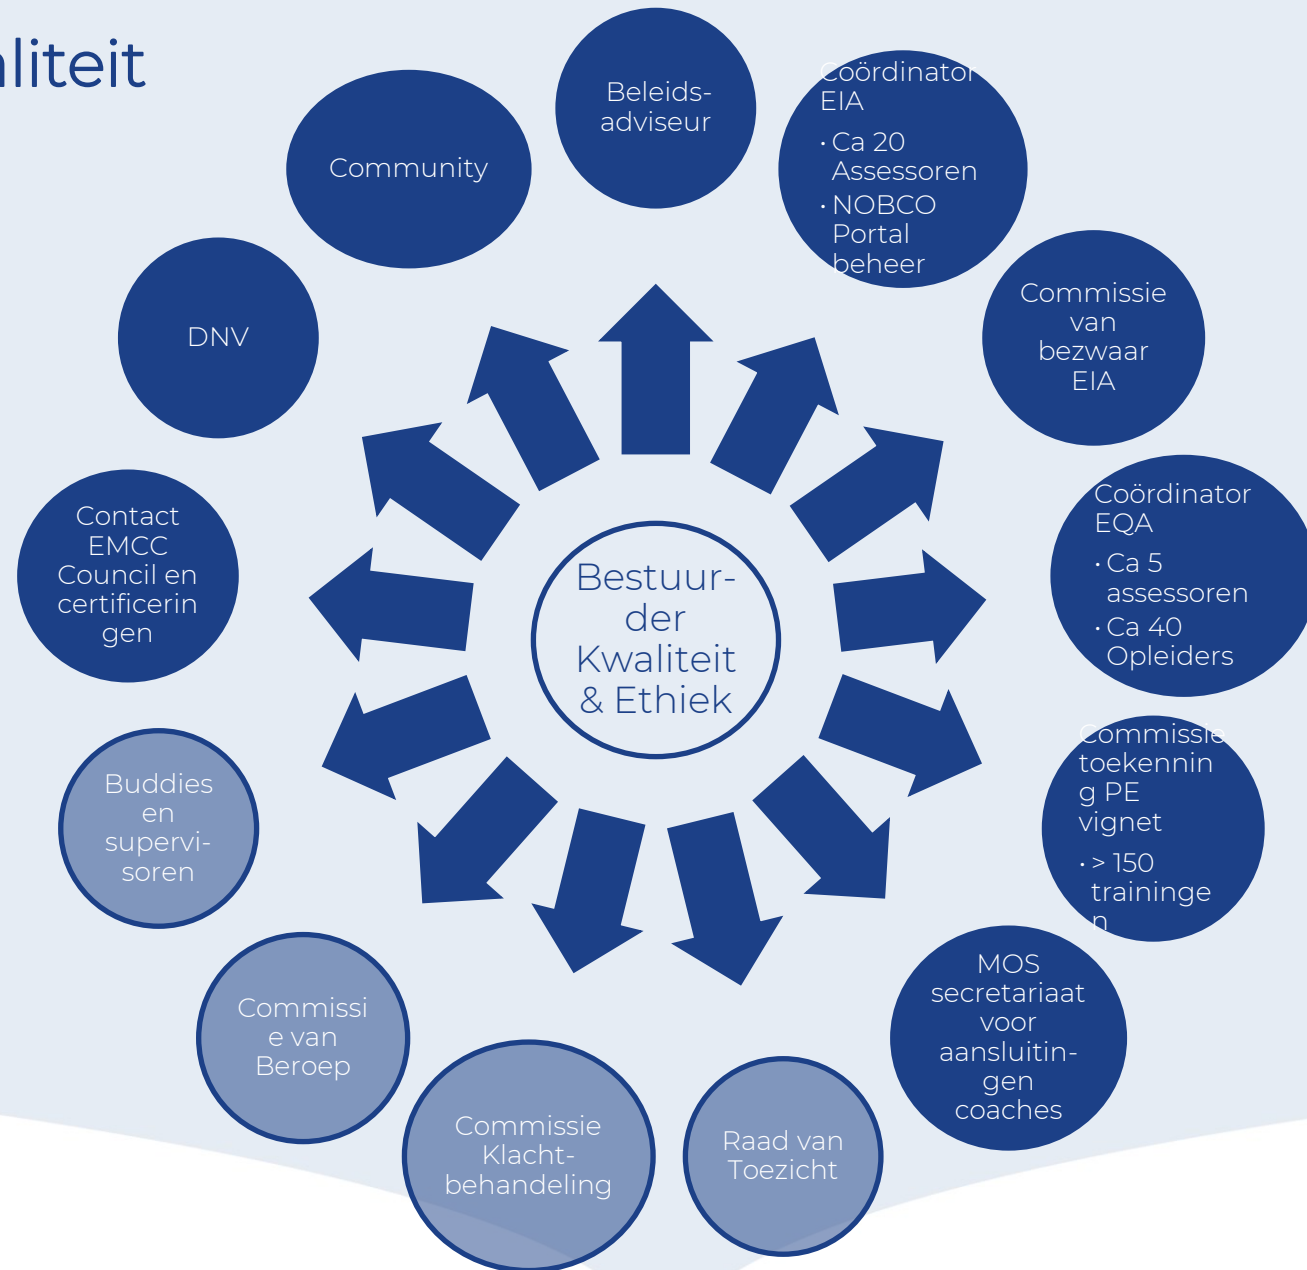 aliteit
Beleids-
adviseur
Coördinator
EIA
· Ca 20
Assessoren
· NOBCO
Portal
beheer
Commissie
van
bezwaar
EIA
Coördinator
EQA
· Ca 5
assessoren
· Ca 40
Opleiders
Commissie
toekennin
g PE
vignet
· > 150
traininge
n
MOS
secretariaat
voor
aansluitin-
gen
coaches
Raad van
Toezicht
Commissie
Klacht-
behandeling
Commissi
e van
Beroep
Buddies
en
supervi-
soren
Contact
EMCC
Council en
certificerin
gen
DNV
Community
Bestuur-
der
Kwaliteit
& Ethiek